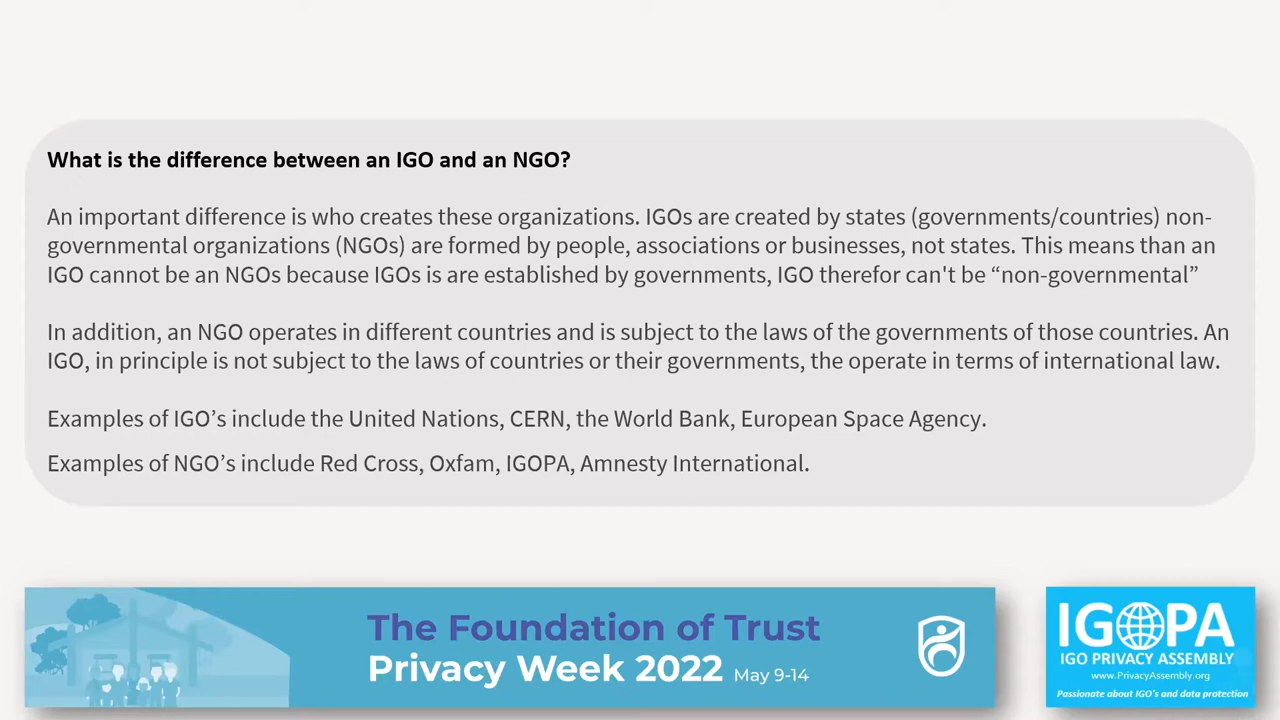 What is the difference between an IGO and an NGO?
An important difference is who creates these organizations. IGOs are created by states (governments/countries) non-
governmental organizations (NGOs) are formed by people, associations or businesses, not states. This means than an
IGO cannot be an NGOs because IGOs is are established by governments, IGO therefor can't be “non-governmental”
In addition, an NGO operates in different countries and is subject to the laws of the governments of those countries. An
IGO, in principle is not subject to the laws of countries or their governments, the operate in terms of international law.
Examples of IGO’s include the United Nations, CERN, the World Bank, European Space Agency.
Examples of NGO’s include Red Cross, Oxfam, IGOPA, Amnesty International.
The Foundation of Trust
Privacy Week 2022 May 9-14
IGOPA
IGO PRIVACY ASSEMBLY
www.PrivacyAssembly.org
Passionate about IGO's and data protection